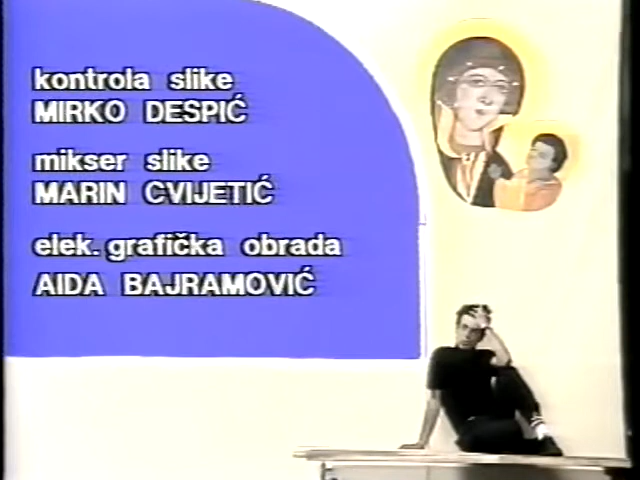 kontrola slike
MIRKO DESPIĆ
mikser slike
MARIN CVIJETIĆ
elek. grafička obrada
AIDA BAJRAMOVIĆ